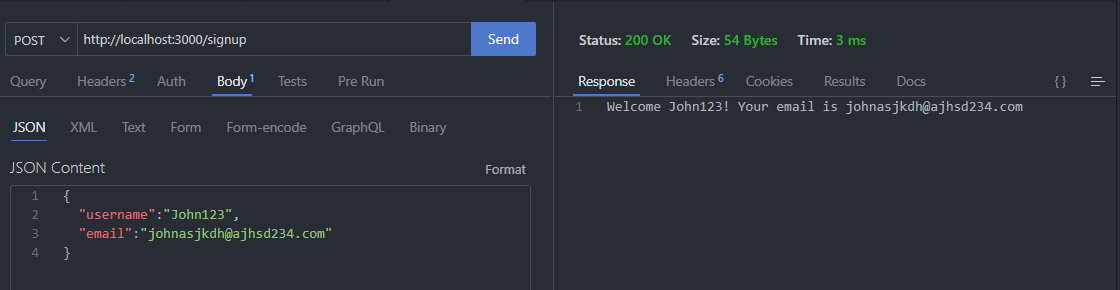 POST http://localhost:3000/signup Send
Query Headers 2 Auth Body 1 Tests Pre Run
JSON XML Text Form Form-encode GraphQL Binary
JSON Content Format
1 {
2 "username":"John123",
3 "email":"johnasjkdh@ajhsd234.com"
4 }
Status: 200 OK Size: 54 Bytes Time: 3 ms
Response Headers 6 Cookies Results Docs { }
1 Welcome John123! Your email is johnasjkdh@ajhsd234.com